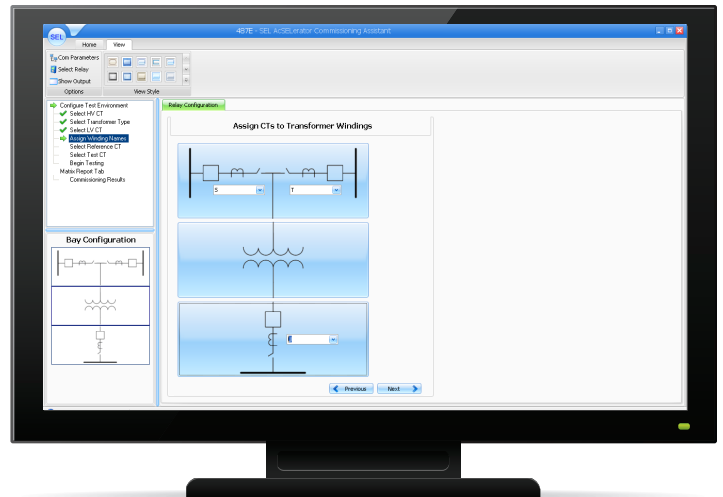 487E - SEL AcSELerator Commissioning Assistant
SEL
Home
View
Com Parameters
Select Relay
Show Output
Options
View Style
Configure Test Environment
Select HV CT
Select Transformer Type
Select LV CT
Assign Winding Names
Select Reference CT
Select Test CT
Begin Testing
Matrix Report Tab
Commissioning Results
Relay Configuration
Assign CTs to Transformer Windings
S
T
Bay Configuration
Previous
Next